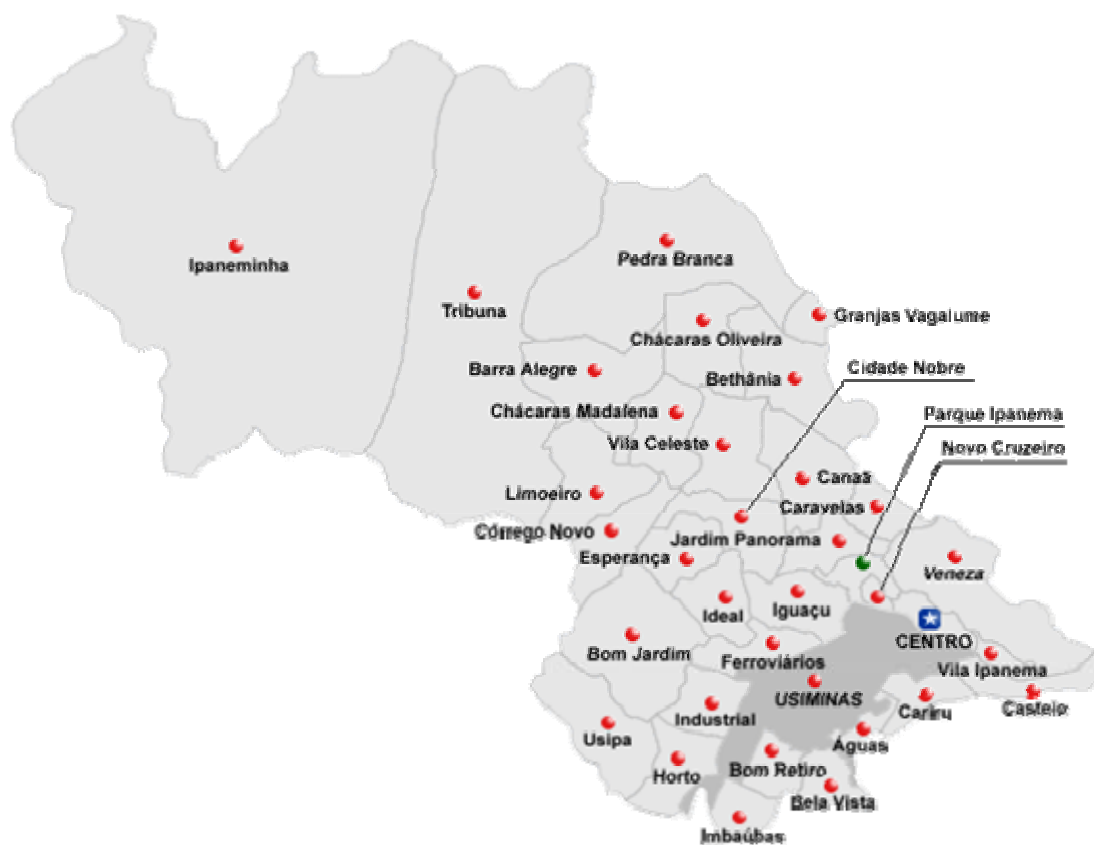 Ipaneminha
Pedra Branca
Tribuna
Granjas Vagalume
Chácaras Oliveira
Barra Alegre
Bethânia
Cidade Nobre
Chácaras Madalena
Parque Ipanema
Vila Celeste
Novo Cruzeiro
Canaã
Limoeiro
Caravelas
Córrego Novo
Jardim Panorama
Esperança
Veneza
Ideal
Iguaçu
CENTRO
Bom Jardim
Ferroviários
Vila Ipanema
USIMINAS
Industrial
Cariru
Castelo
Usipa
Águas
Horto
Bom Retiro
Bela Vista
Imbaúbas